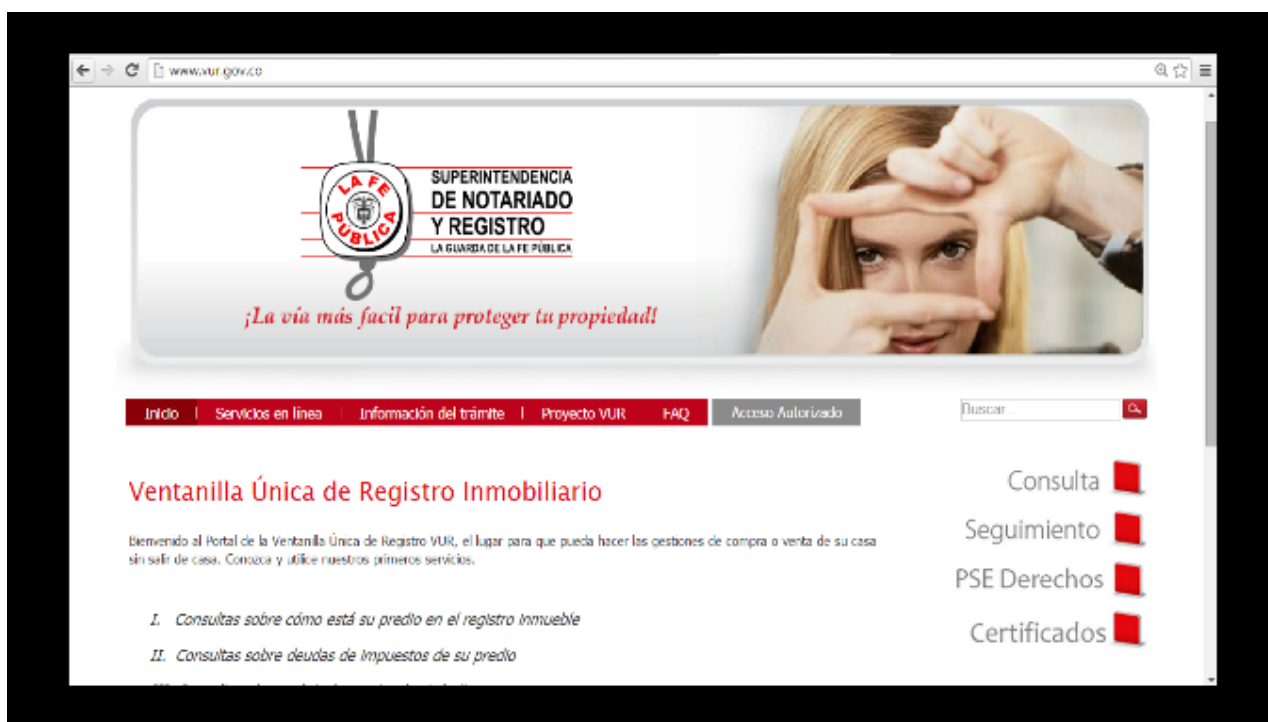 www.vur.gov.co
LA FE
PÚBLICA
SUPERINTENDENCIA
DE NOTARIADO
Y REGISTRO
LA GUARDA DE LA FE PÚBLICA
¡La vía más facil para proteger tu propiedad!
Inicio | Servicios en línea | Información del trámite | Proyecto VUR FAQ Acceso Autorizado
Buscar...
Ventanilla Única de Registro Inmobiliario
Bienvenido al Portal de la Ventanilla Única de Registro VUR, el lugar para que pueda hacer las gestiones de compra o venta de su casa
sin salir de casa. Conozca y utilice nuestros primeros servicios.
I. Consultas sobre cómo está su predio en el registro inmueble
II. Consultas sobre deudas de impuestos de su predio
Consulta
Seguimiento
PSE Derechos
Certificados